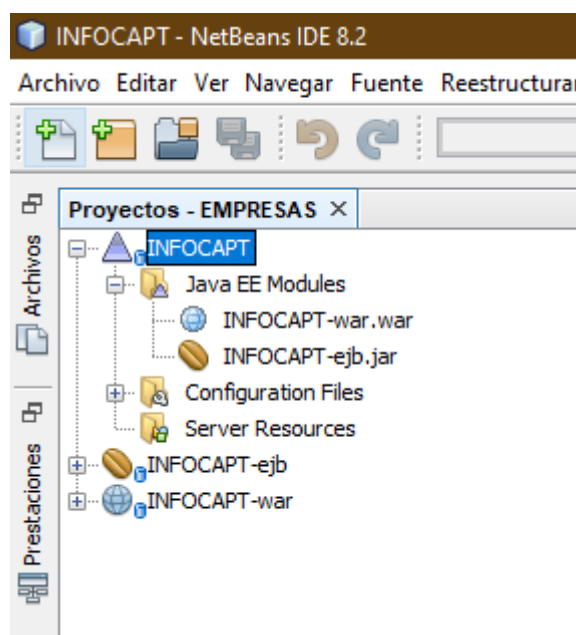 INFOCAPT - NetBeans IDE 8.2
Archivo Editar Ver Navegar Fuente Reestructurar
Proyectos - EMPRESAS ×
Archivos
Prestaciones
INFOCAPT
Java EE Modules
INFOCAPT-war.war
INFOCAPT-ejb.jar
Configuration Files
Server Resources
INFOCAPT-ejb
INFOCAPT-war